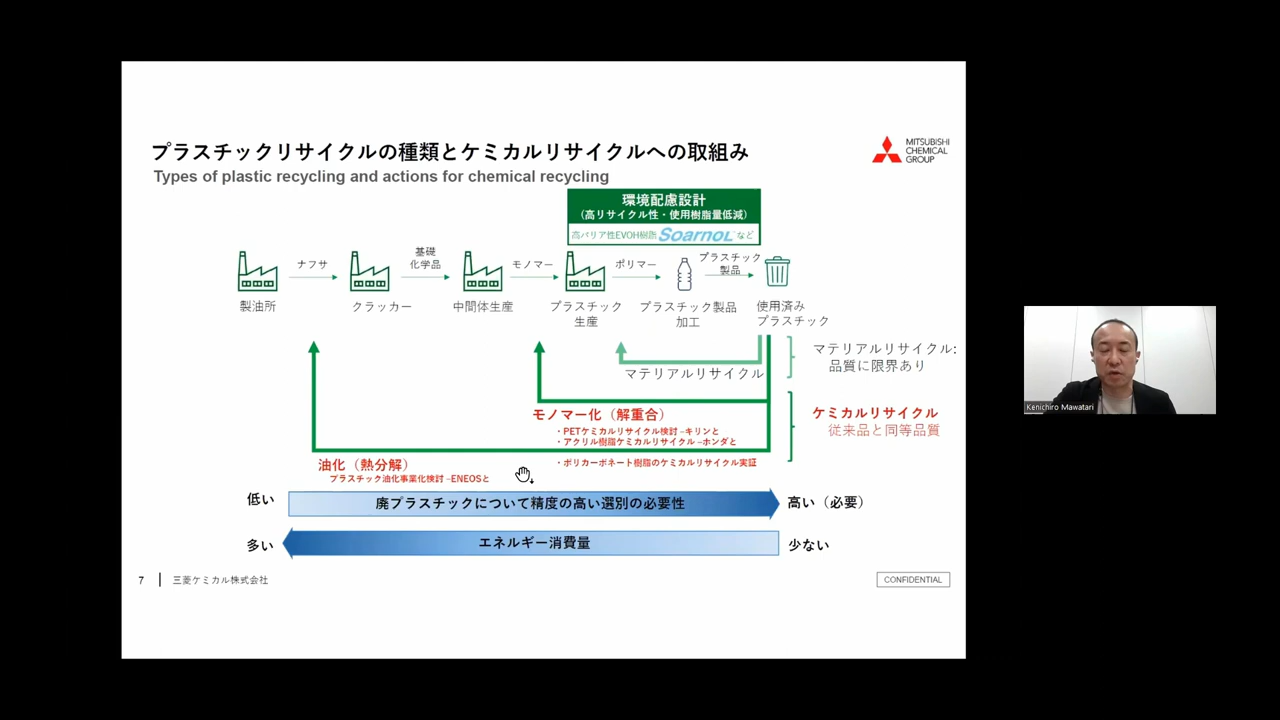 プラスチックリサイクルの種類とケミカルリサイクルへの取組み
MITSUBISHI
CHEMICAL
GROUP
Types of plastic recycling and actions for chemical recycling
環境配慮設計
(高リサイクル性・使用樹脂量低減)
高バリア性EVOH樹脂 SoarnoL など
ナフサ
基礎
化学品
モノマー
ポリマー
プラスチック
製品
製油所
クラッカー
中間体生産
プラスチック
生産
プラスチック製品
加工
使用済み
プラスチック
マテリアルリサイクル
マテリアルリサイクル:
品質に限界あり
モノマー化（解重合）
・PETケミカルリサイクル検討 –キリンと
・アクリル樹脂ケミカルリサイクル –ホンダと
・ポリカーボネート樹脂のケミカルリサイクル実証
ケミカルリサイクル
従来品と同等品質
油化（熱分解）
プラスチック油化事業化検討 –ENEOSと
低い
廃プラスチックについて精度の高い選別の必要性
高い（必要）
多い
エネルギー消費量
少ない
7
三菱ケミカル株式会社
CONFIDENTIAL
Kenichiro Mawatari